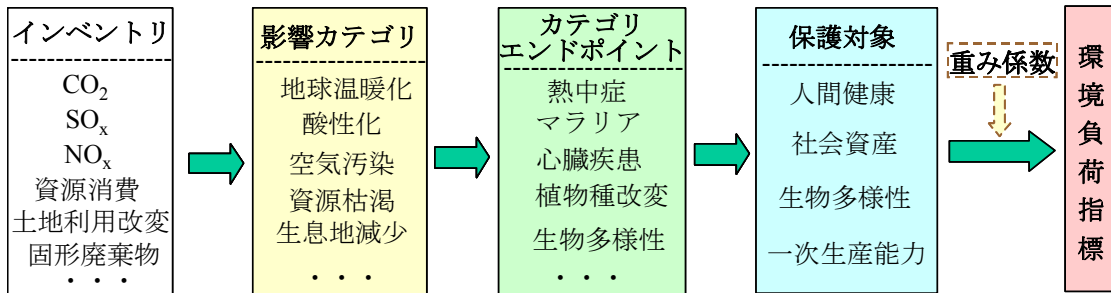 インベントリ
CO2
SOx
NOx
資源消費
土地利用改変
固形廃棄物
・・・
影響カテゴリ
地球温暖化
酸性化
空気汚染
資源枯渇
生息地減少
・・・
カテゴリ
エンドポイント
熱中症
マラリア
心臓疾患
植物種改変
生物多様性
・・・
保護対象
人間健康
社会資産
生物多様性
一次生産能力
重み係数
環境負荷指標